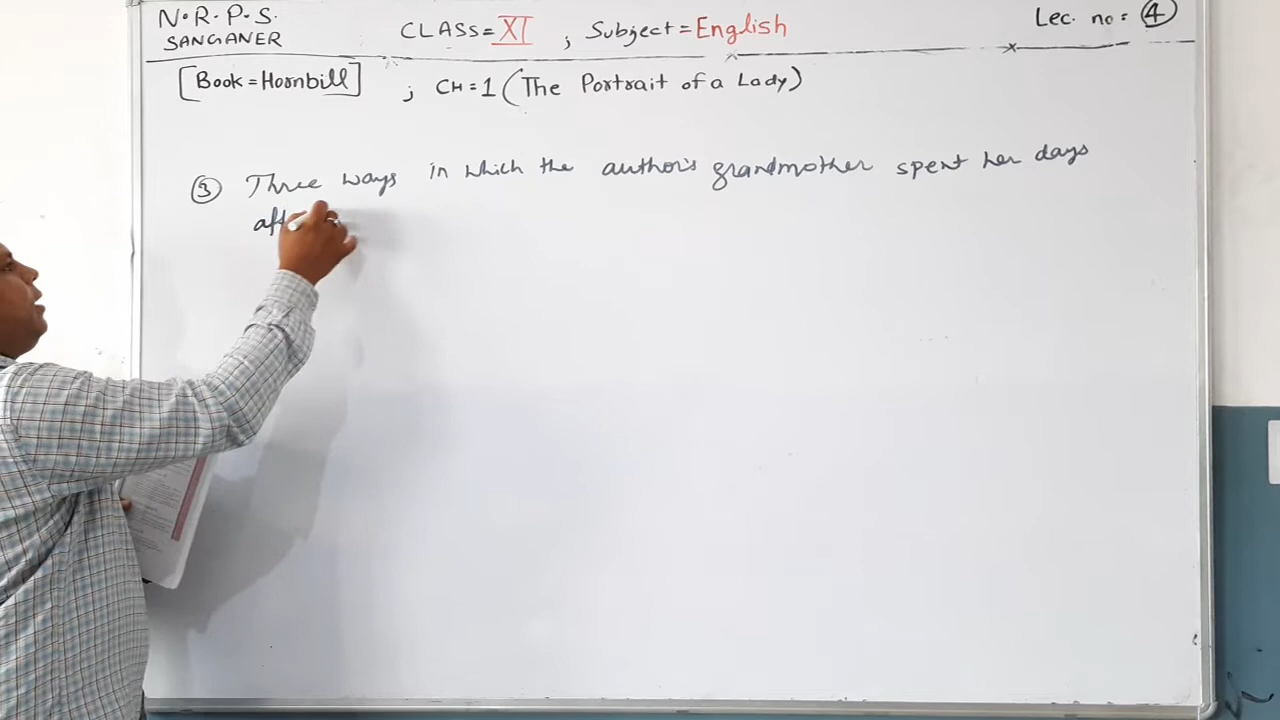 N.R.P.S.
SANGANER
CLASS=XI ; Subject=English
Lec. no: 4
[Book=Hornbill] ; CH=1 (The Portrait of a Lady)
③ Three ways in which the author's grandmother spent her days
aft